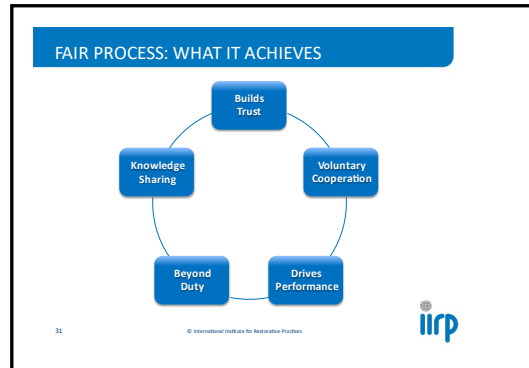 FAIR PROCESS: WHAT IT ACHIEVES
Builds
Trust
Knowledge
Sharing
Voluntary
Cooperation
Beyond
Duty
Drives
Performance
31
© International Institute for Restorative Practices
iirp